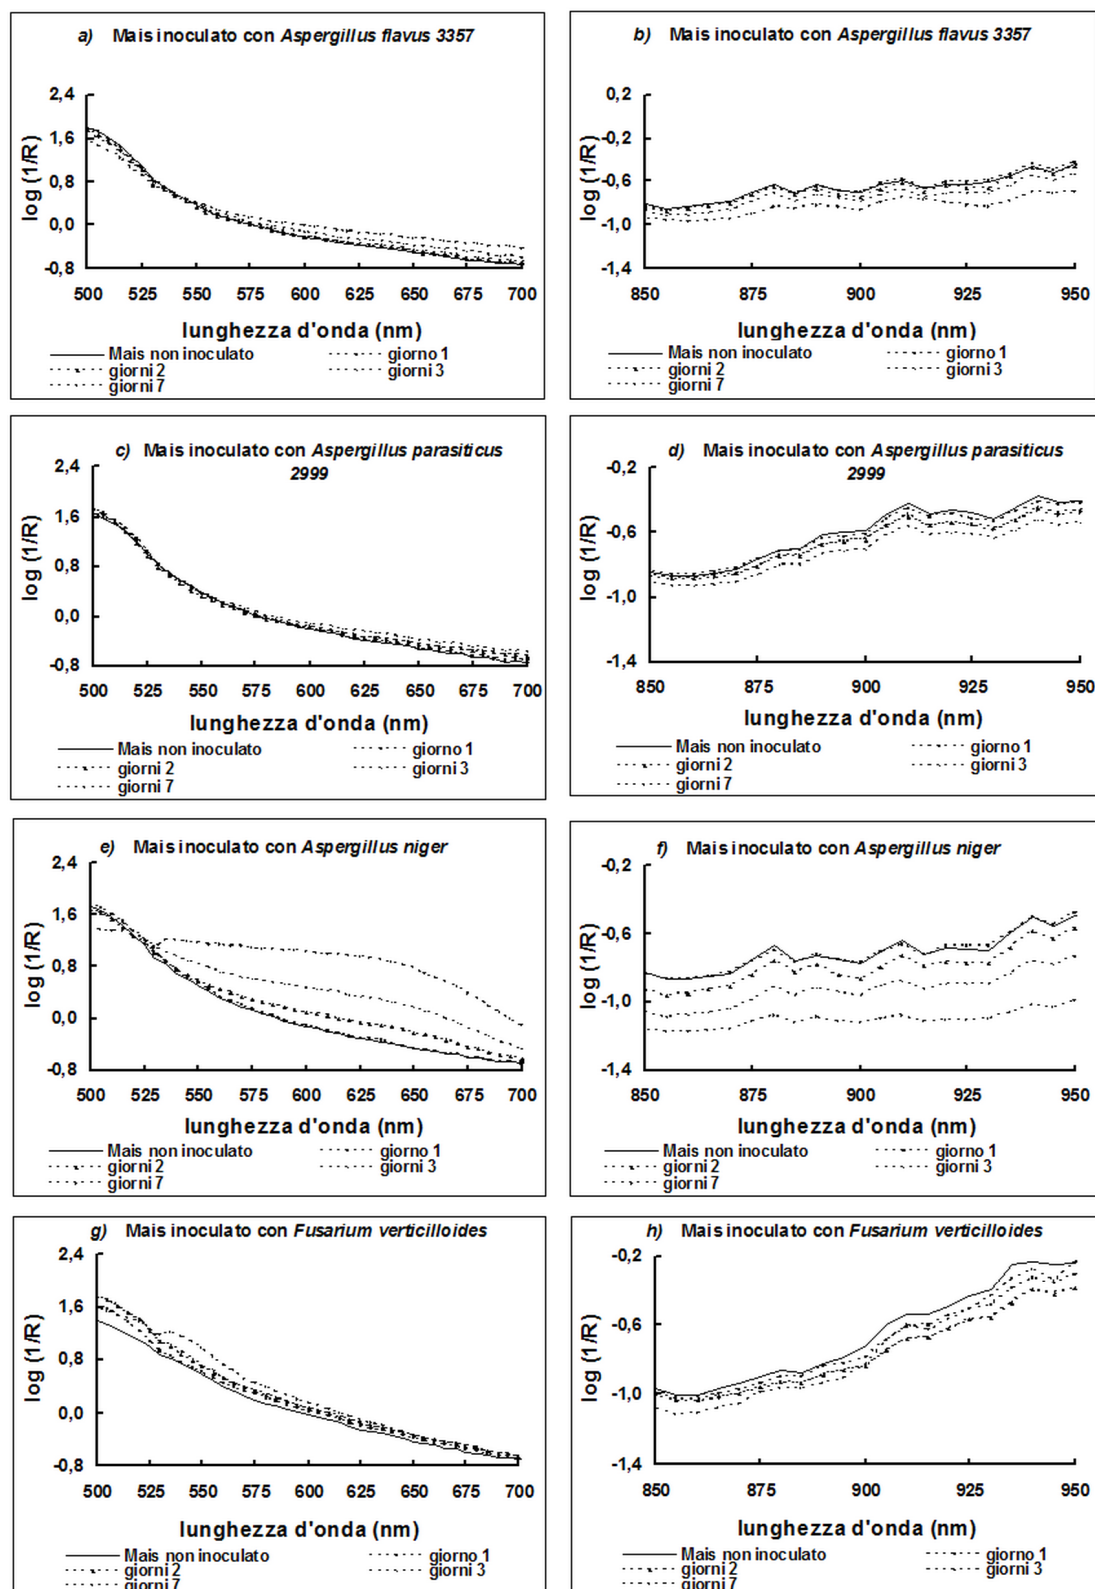 a) Mais inoculato con Aspergillus flavus 3357
2,4
1,6
0,8
0,0
-0,8
log (1/R)
500 525 550 575 600 625 650 675 700
lunghezza d'onda (nm)
Mais non inoculato giorno 1
giorni 2 giorni 3
giorni 7
b) Mais inoculato con Aspergillus flavus 3357
0,2
-0,2
-0,6
-1,0
-1,4
log (1/R)
850 875 900 925 950
lunghezza d'onda (nm)
Mais non inoculato giorno 1
giorni 2 giorni 3
giorni 7
c) Mais inoculato con Aspergillus parasiticus
2999
2,4
1,6
0,8
0,0
-0,8
log (1/R)
500 525 550 575 600 625 650 675 700
lunghezza d'onda (nm)
Mais non inoculato giorno 1
giorni 2 giorni 3
giorni 7
d) Mais inoculato con Aspergillus parasiticus
2999
-0,2
-0,6
-1,0
-1,4
log (1/R)
850 875 900 925 950
lunghezza d'onda (nm)
Mais non inoculato giorno 1
giorni 2 giorni 3
giorni 7
e) Mais inoculato con Aspergillus niger
2,4
1,6
0,8
0,0
-0,8
log (1/R)
500 525 550 575 600 625 650 675 700
lunghezza d'onda (nm)
Mais non inoculato giorno 1
giorni 2 giorni 3
giorni 7
f) Mais inoculato con Aspergillus niger
-0,2
-0,6
-1,0
-1,4
log (1/R)
850 875 900 925 950
lunghezza d'onda (nm)
Mais non inoculato giorno 1
giorni 2 giorni 3
giorni 7
g) Mais inoculato con Fusarium verticilloides
2,4
1,6
0,8
0,0
-0,8
log (1/R)
500 525 550 575 600 625 650 675 700
lunghezza d'onda (nm)
Mais non inoculato giorno 1
giorni 2 giorni 3
giorni 7
h) Mais inoculato con Fusarium verticilloides
-0,2
-0,6
-1,0
-1,4
log (1/R)
850 875 900 925 950
lunghezza d'onda (nm)
Mais non inoculato giorno 1
giorni 2 giorni 3
giorni 7